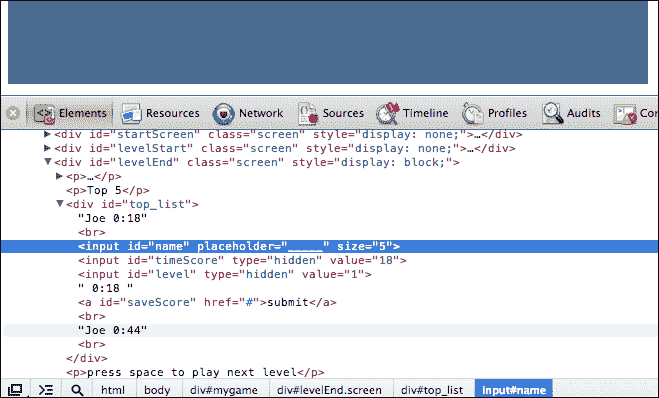 Elements Resources Network Sources Timeline Profiles Audits Con
▶<div id="startScreen" class="screen" style="display: none;">…</div>
▶<div id="levelStart" class="screen" style="display: none;">…</div>
▼<div id="levelEnd" class="screen" style="display: block;">
▶<p>…</p>
<p>Top 5</p>
▼<div id="top_list">
"Joe 0:18"
<br>
<input id="name" placeholder="_____" size="5">
<input id="timeScore" type="hidden" value="18">
<input id="level" type="hidden" value="1">
" 0:18 "
<a id="saveScore" href="#">submit</a>
<br>
"Joe 0:44"
<br>
</div>
<p>press space to play next level</p>
html body div#mygame div#levelEnd.screen div#top_list input#name